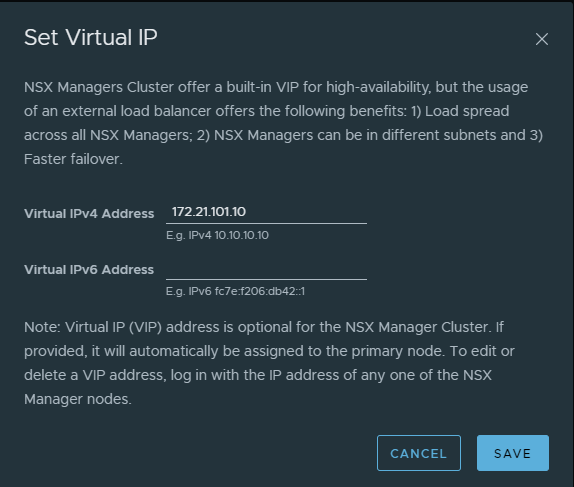 Set Virtual IP
NSX Managers Cluster offer a built-in VIP for high-availability, but the usage
of an external load balancer offers the following benefits: 1) Load spread
across all NSX Managers; 2) NSX Managers can be in different subnets and 3)
Faster failover.
Virtual IPv4 Address 172.21.101.10
E.g. IPv4 10.10.10.10
Virtual IPv6 Address
E.g. IPv6 fc7e:f206:db42::1
Note: Virtual IP (VIP) address is optional for the NSX Manager Cluster. If
provided, it will automatically be assigned to the primary node. To edit or
delete a VIP address, log in with the IP address of any one of the NSX
Manager nodes.
CANCEL SAVE